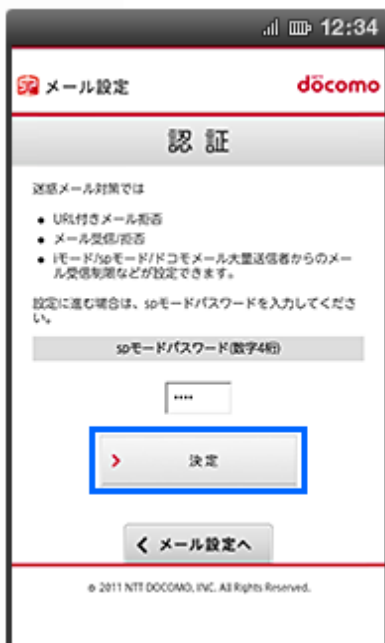 12:34
メール設定
döcomo
認 証
迷惑メール対策では
● URL付きメール拒否
● メール受信/拒否
● iモード/spモード/ドコモメール大量送信者からのメー
ル受信制限などが設定できます。
設定に進む場合は、spモードパスワードを入力してくださ
い。
spモードパスワード(数字4桁)
••••
決定
メール設定へ
© 2011 NTT DOCOMO, INC. All Rights Reserved.